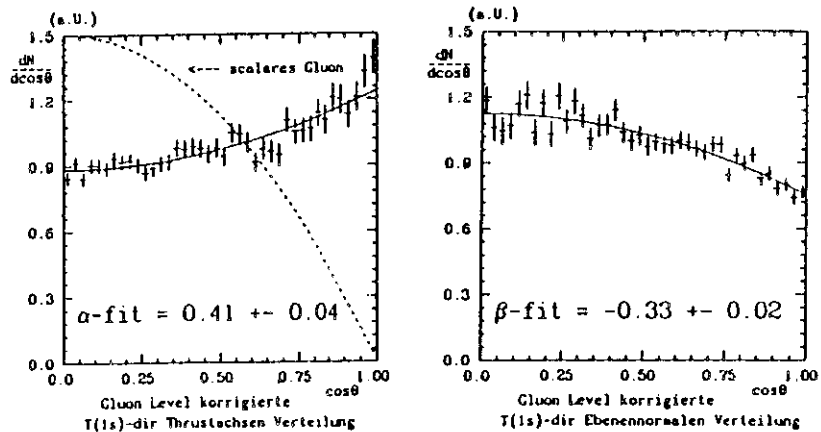 (a.U.)
1.5
dN
dcosθ
1.2
0.9
0.6
0.3
0.0
<--- scalares Gluon
α-fit = 0.41 +- 0.04
0.0 0.25 0.50 0.75 1.00
cosθ
Gluon Level korrigierte
T(1s)-dir Thrustachsen Verteilung
(a.U.)
1.5
dN
dcosθ
1.2
0.9
0.6
0.3
0.0
β-fit = -0.33 +- 0.02
0.0 0.25 0.50 0.75 1.00
cosθ
Gluon Level korrigierte
T(1s)-dir Ebenennormalen Verteilung